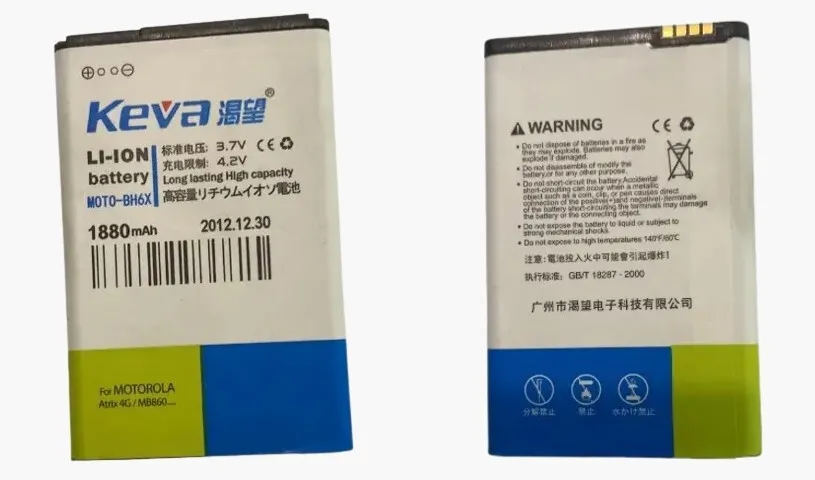 Keva 渴望®
LI-ION
battery
MOTO-BH6X
标准电压: 3.7V
充电限制: 4.2V
CE
Long lasting High capacity
高容量リチウムイオソ電池
1880mAh 2012.12.30
For MOTOROLA
Atrix 4G / MB860....
WARNING CE
• Do not dispose of batteries in a fire as
they may explode. Batteries may also
explode if damaged.
• Do not disassemble of modify the
battery,or for any other purpose.
• Do not short-circuit the battery.Accidental
short-circuiting can occur when a metallic
object such as a coin, clip, or pen causes direct
connection of the positive(+)and negative(-)terminals
of the battery short-circuiting the terminals may damage
the battery or the connecting object.
• Do not expose the battery to liquid or subject to
strong mechanical shocks.
• Do not expose to high temperatures 140°F/60°C
注意:電池投入火中可能會引起爆炸!
执行标准: GB/T 18287 - 2000
广州市渴望电子科技有限公司
分解禁止 禁止 水かけ禁止